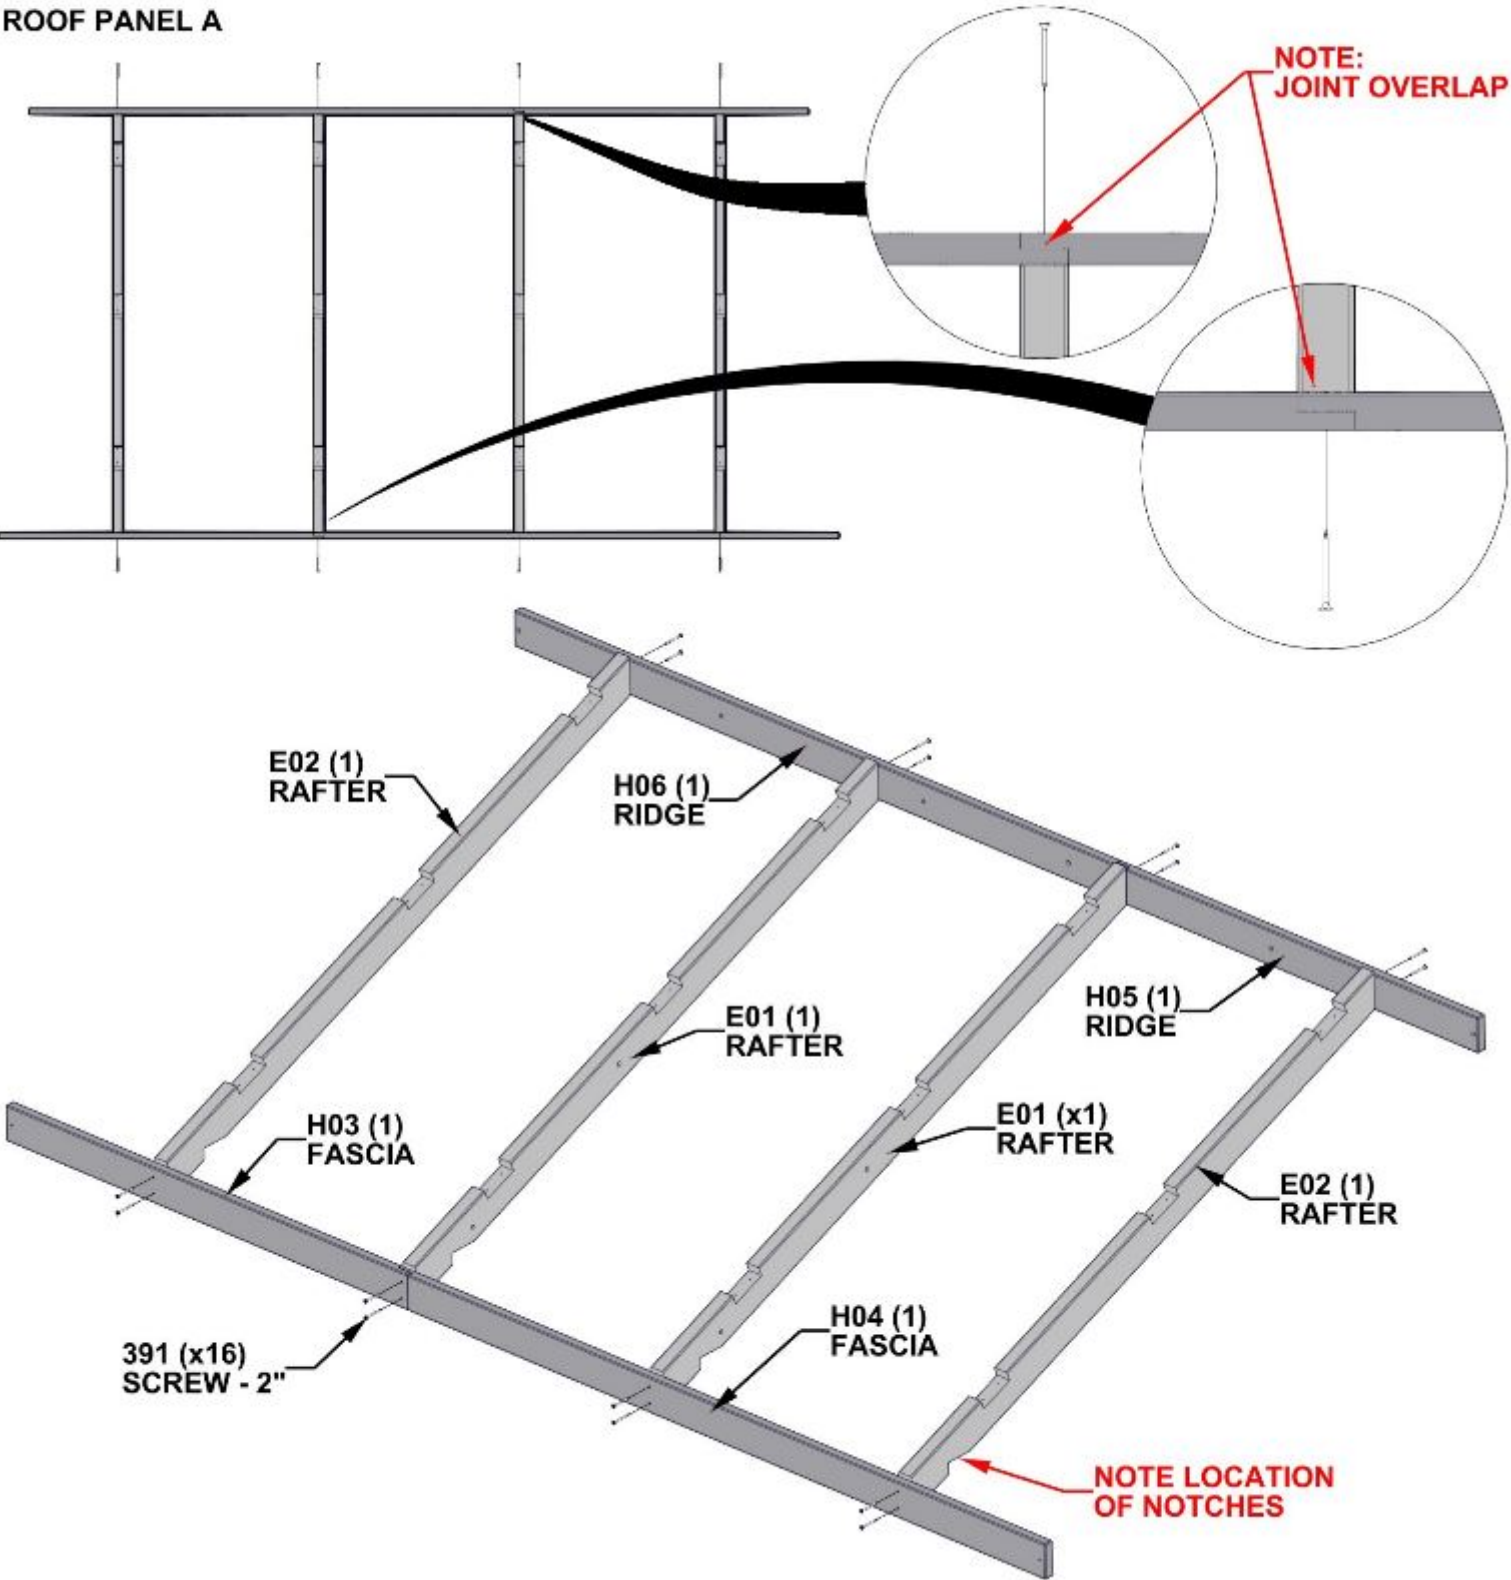 ROOF PANEL A
NOTE:
JOINT OVERLAP
E02 (1)
RAFTER
H06 (1)
RIDGE
H05 (1)
RIDGE
E01 (1)
RAFTER
E01 (x1)
RAFTER
H03 (1)
FASCIA
E02 (1)
RAFTER
H04 (1)
FASCIA
391 (x16)
SCREW - 2"
NOTE LOCATION
OF NOTCHES